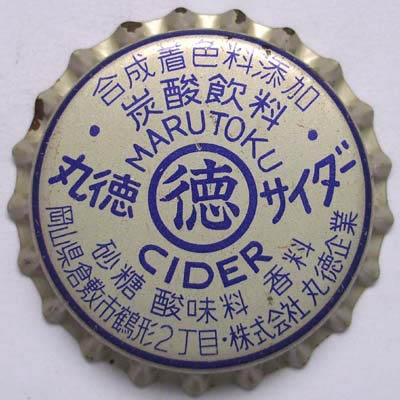 合成着色料添加
炭酸飲料
MARUTOKU
丸徳 徳 サイダー
CIDER
砂糖 酸味料 香料
岡山県倉敷市鶴形2丁目・株式会社 丸徳企業